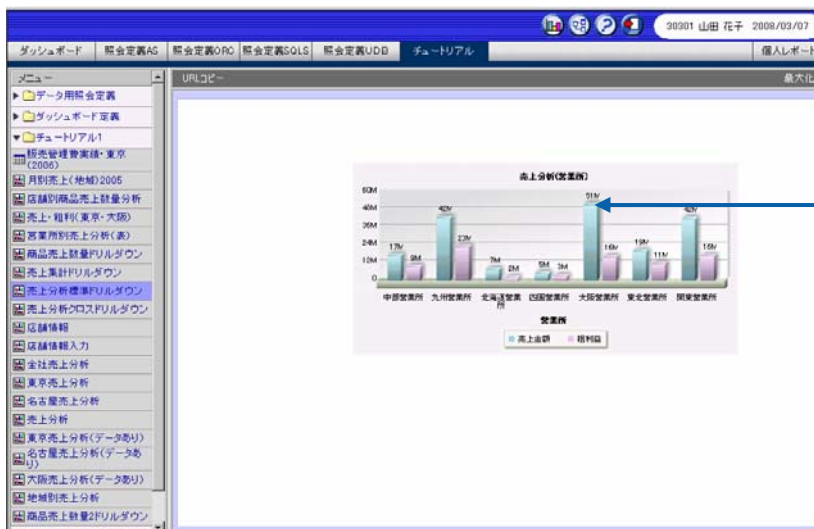 30301 山田 花子 2008/03/07
ダッシュボード 照会定義AS 照会定義ORC 照会定義SQLS 照会定義UDB チュートリアル 個人レポート
メニュー
データ用照会定義
ダッシュボード定義
チュートリアル1
販売管理費実績・東京
(2006)
月別売上(地域)2005
店舗別商品売上数量分析
売上・粗利(東京・大阪)
営業所別売上分析(表)
商品売上数量ドリルダウン
売上集計ドリルダウン
売上分析標準ドリルダウン
売上分析クロスドリルダウン
店舗情報
店舗情報入力
全社売上分析
東京売上分析
名古屋売上分析
売上分析
東京売上分析(データあり)
名古屋売上分析(データあ
り)
大阪売上分析(データあり)
地域別売上分析
商品売上数量2ドリルダウン
URLコピー 最大化
売上分析(営業所)
60M
48M
36M
24M
12M
0
17M 9M 42M 23M 7M 2M 5M 3M 51M 16M 19M 11M 42M 16M
中部営業所 九州営業所 北海道営業所 四国営業所 大阪営業所 東北営業所 関東営業所
営業所
売上金額 粗利益